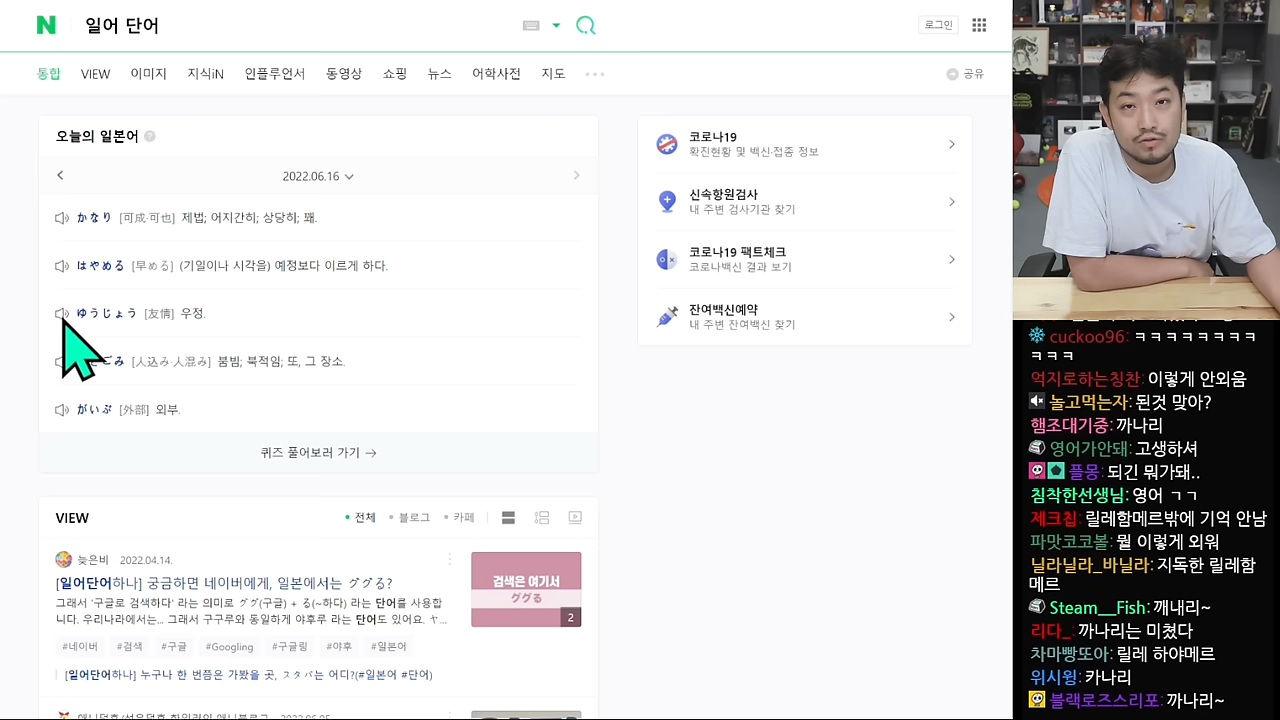 N 일어 단어
로그인
통합 VIEW 이미지 지식iN 인플루언서 동영상 쇼핑 뉴스 어학사전 지도
공유
오늘의 일본어
2022.06.16
かなり [可成·可也] 제법; 어지간히; 상당히, 꽤.
はやめる [早める] (기일이나 시각을) 예정보다 이르게 하다.
ゆうじょう [友情] 우정.
ごみ [人込み·人混み] 붐빔; 북적임; 또, 그 장소.
がいぶ [外部] 외부.
퀴즈 풀어보러 가기 →
코로나19
확진현황 및 백신·접종 정보
신속항원검사
내 주변 검사기관 찾기
코로나19 팩트체크
코로나백신 결과 보기
잔여백신예약
내 주변 잔여백신 찾기
VIEW
전체 블로그 카페
늦은비 2022.04.14.
[일어단어하나] 궁금하면 네이버에게, 일본에서는 ググる?
그래서 '구글로 검색하다' 라는 의미로 ググ(구글) + る(~하다) 라는 단어를 사용합
니다. 우리나라에서는... 그래서 구구루와 동일하게 야후루 라는 단어도 있어요. ヤ...
#네이버 #검색 #구글 #Googling #구글링 #야후 #일본어
[일어단어하나] 누구나 한 번쯤은 가봤을 곳, スタバ는 어디?(#일본어 #단어)
검색은 여기서
ググる
2
cuckoo96: ㅋㅋㅋㅋㅋㅋㅋㅋ
ㅋㅋㅋ
억지로하는칭찬: 이렇게 안외움
놀고먹는자: 된것 맞아?
햄조대기중: 까나리
영어가안돼: 고생하셔
플몽: 되긴 뭐가돼..
침착한선생님: 영어 ㄱㄱ
제크칩: 릴레함메르밖에 기억 안남
파맛코코볼: 뭘 이렇게 외워
닐라닐라_바닐라: 지독한 릴레함
메르
Steam__Fish: 깨내리~
리다_: 까나리는 미쳤다
차마빵또아: 릴레 하야메르
위시윙: 카나리
블랙로즈스리포: 까나리~